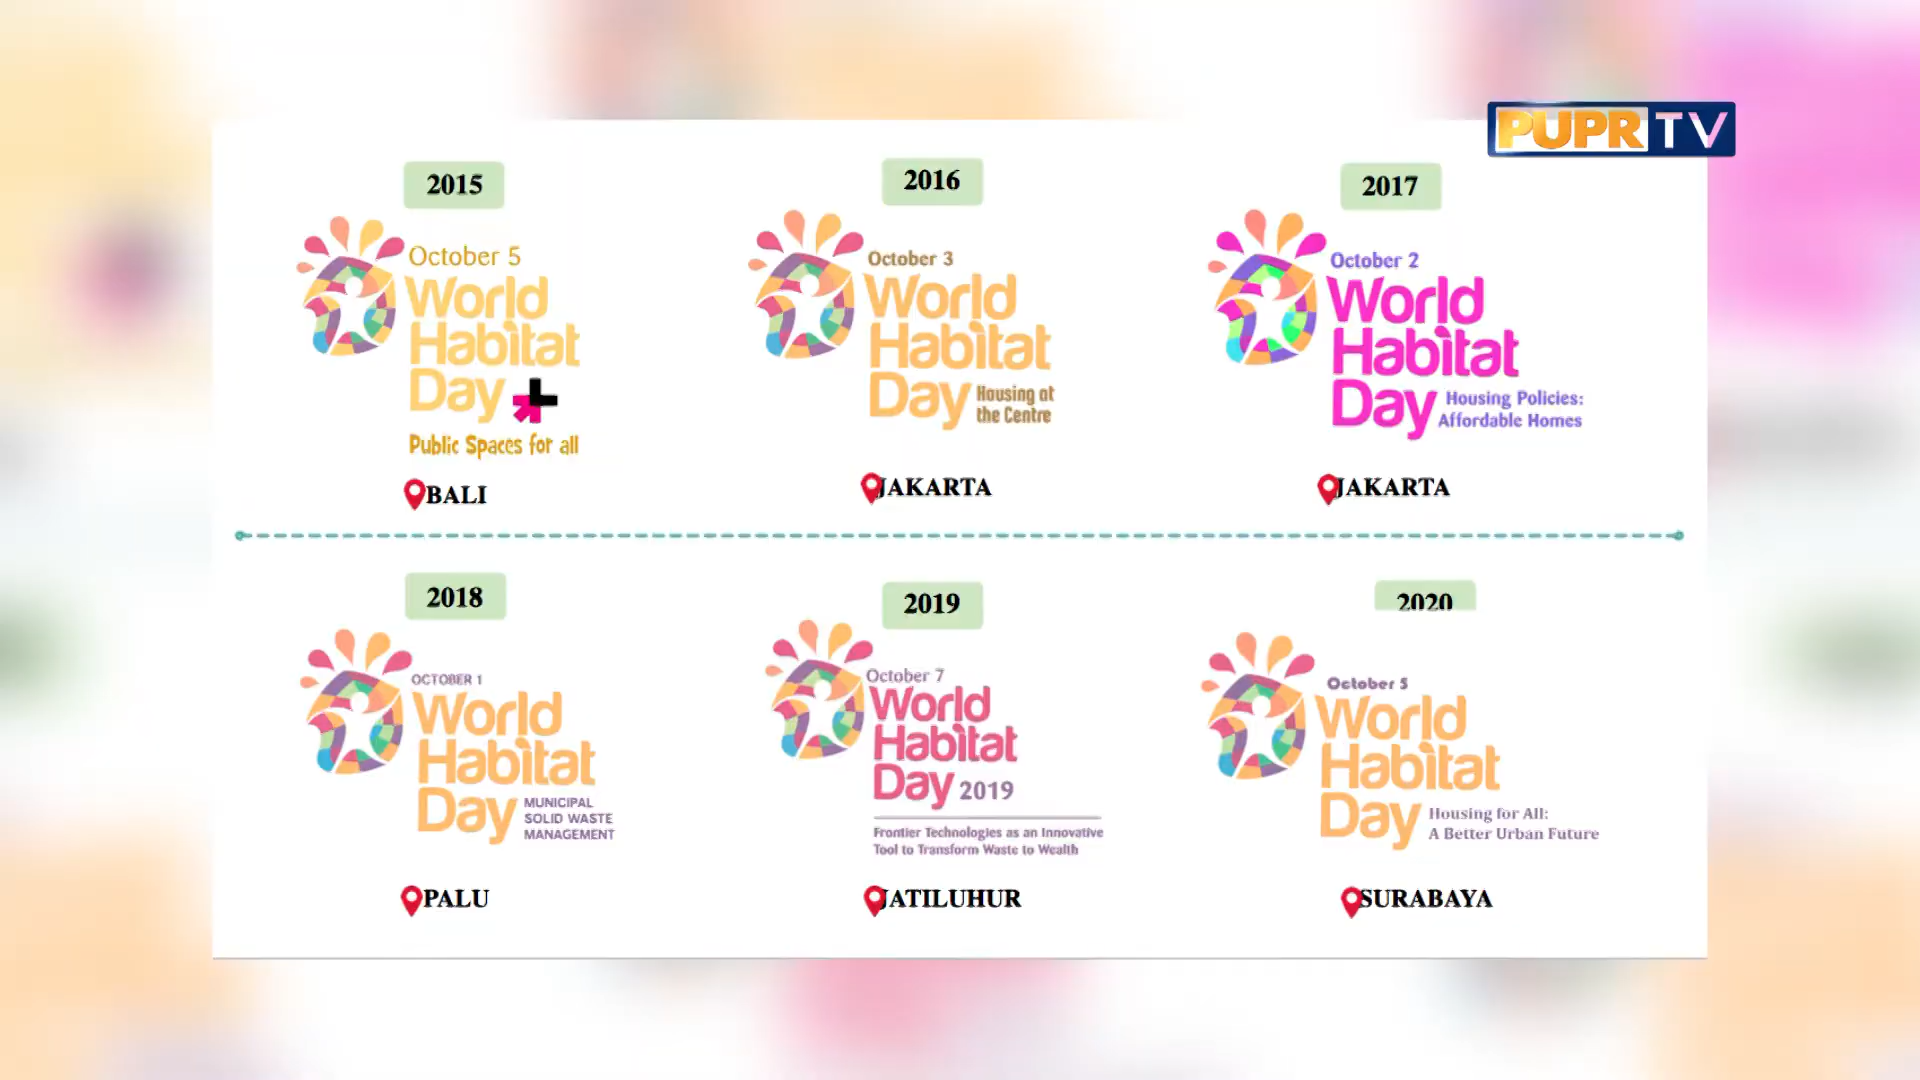 PUPR TV
2015
October 5
World
Habitat
Day
Public Spaces for all
BALI
2016
October 3
World
Habitat
Day
Housing at
the Centre
JAKARTA
2017
October 2
World
Habitat
Day
Housing Policies:
Affordable Homes
JAKARTA
2018
OCTOBER 1
World
Habitat
Day
MUNICIPAL
SOLID WASTE
MANAGEMENT
PALU
2019
October 7
World
Habitat
Day 2019
Frontier Technologies as an Innovative
Tool to Transform Waste to Wealth
JATILUHUR
2020
October 5
World
Habitat
Day
Housing for All:
A Better Urban Future
SURABAYA